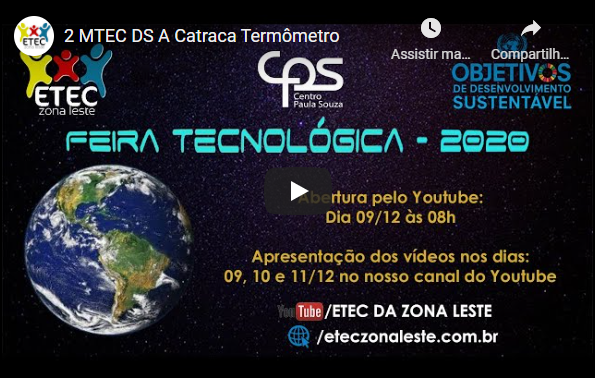 2 MTEC DS A Catraca Termômetro
Assistir ma...
Compartilh...
ETEC
ETEC
zona leste
CPS
Centro
Paula Souza
OBJETIVOS
DE DESENVOLVIMENTO
SUSTENTÁVEL
FEIRA TECNOLÓGICA - 2020
Abertura pelo Youtube:
Dia 09/12 às 08h
Apresentação dos vídeos nos dias:
09, 10 e 11/12 no nosso canal do Youtube
YouTube /ETEC DA ZONA LESTE
/eteczonaleste.com.br